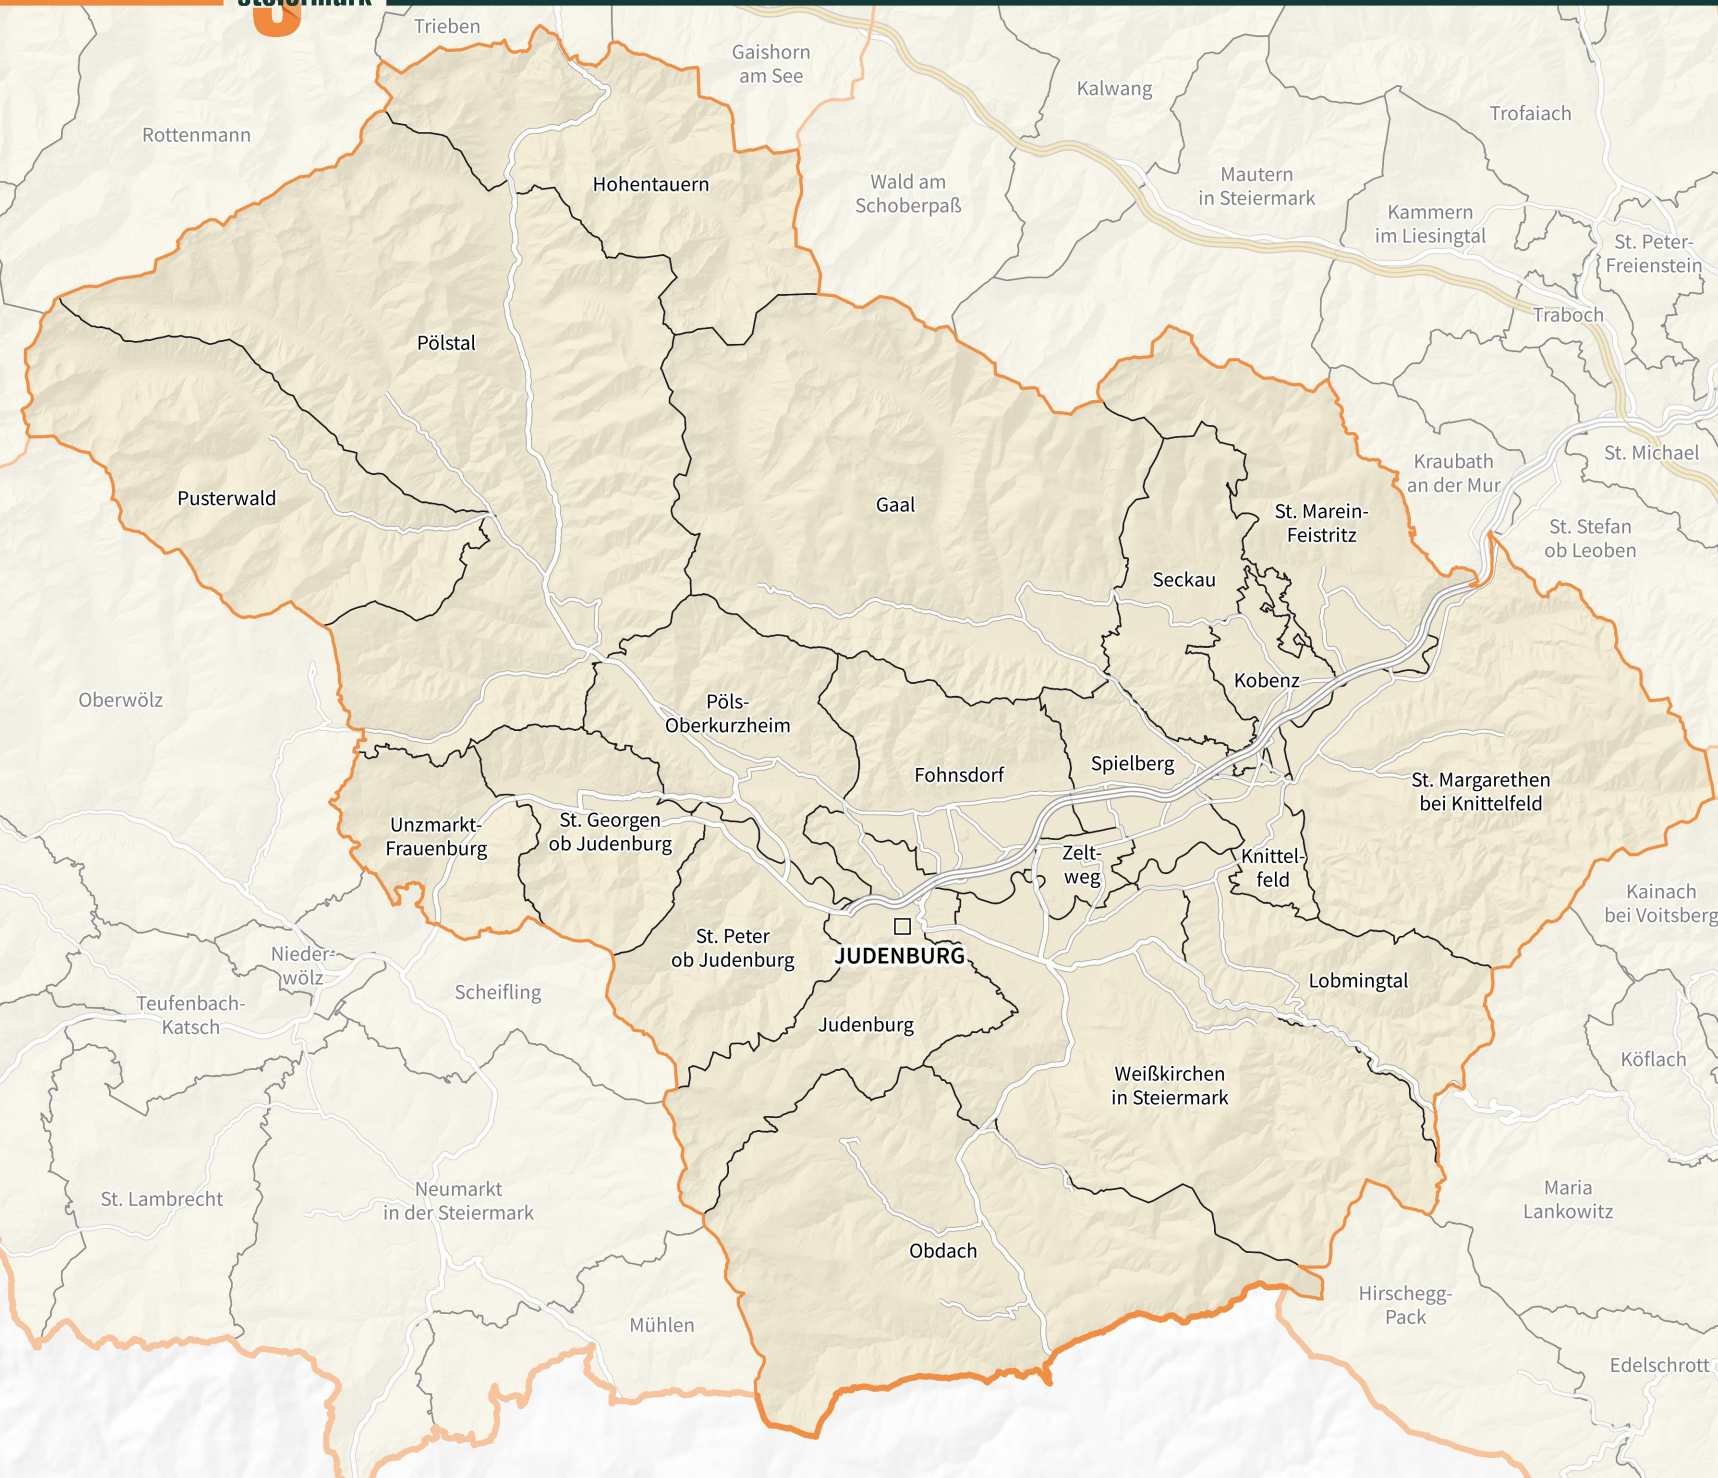 Steiermark
Trieben
Gaishorn
am See
Kalwang
Trofaiach
Rottenmann
Hohentauern
Wald am
Schoberpaß
Mautern
in Steiermark
Kammern
im Liesingtal
St. Peter-
Freienstein
Traboch
Pölstal
Pusterwald
Gaal
Kraubath
an der Mur
St. Michael
St. Marein-
Feistritz
St. Stefan
ob Leoben
Seckau
Kobenz
Oberwölz
Pöls-
Oberkurzheim
Fohnsdorf
Spielberg
St. Margarethen
bei Knittelfeld
Unzmarkt-
Frauenburg
St. Georgen
ob Judenburg
Zelt-
weg
Knittel-
feld
Kainach
bei Voitsberg
St. Peter
ob Judenburg
JUDENBURG
Nieder-
wölz
Scheifling
Teufenbach-
Katsch
Lobmingtal
Judenburg
Köflach
Weißkirchen
in Steiermark
St. Lambrecht
Neumarkt
in der Steiermark
Maria
Lankowitz
Obdach
Mühlen
Hirschegg-
Pack
Edelschrott